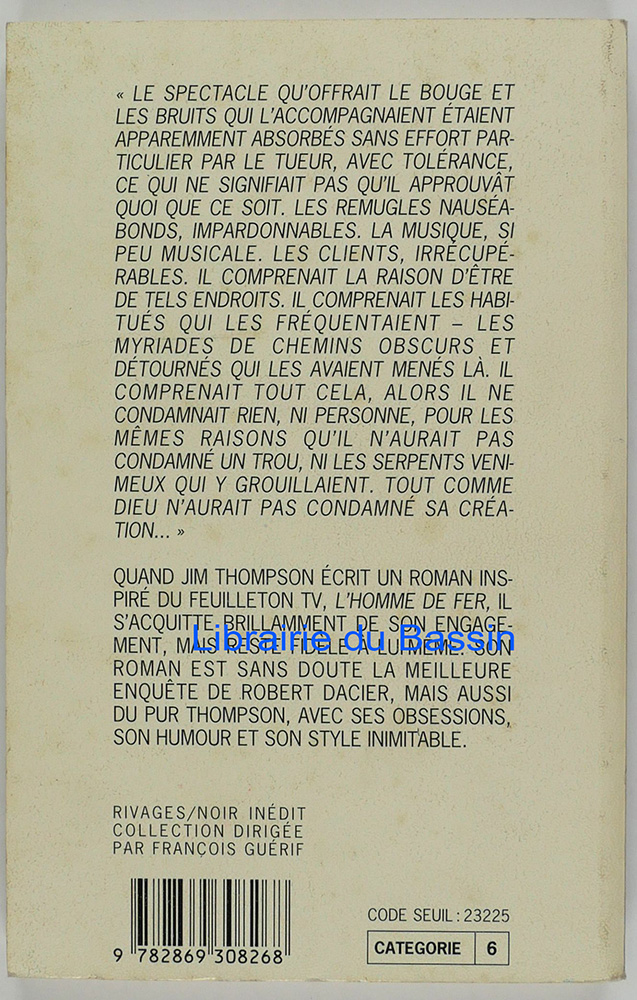 « LE SPECTACLE QU'OFFRAIT LE BOUGE ET
LES BRUITS QUI L'ACCOMPAGNAIENT ÉTAIENT
APPAREMMENT ABSORBÉS SANS EFFORT PAR-
TICULIER PAR LE TUEUR, AVEC TOLÉRANCE,
CE QUI NE SIGNIFIAIT PAS QU'IL APPROUVÂT
QUOI QUE CE SOIT. LES REMUGLES NAUSÉA-
BONDS, IMPARDONNABLES. LA MUSIQUE, SI
PEU MUSICALE. LES CLIENTS, IRRÉCUPÉ-
RABLES. IL COMPRENAIT LA RAISON D'ÊTRE
DE TELS ENDROITS. IL COMPRENAIT LES HABI-
TUÉS QUI LES FRÉQUENTAIENT – LES
MYRIADES DE CHEMINS OBSCURS ET
DÉTOURNÉS QUI LES AVAIENT MENÉS LÀ. IL
COMPRENAIT TOUT CELA, ALORS IL NE
CONDAMNAIT RIEN, NI PERSONNE, POUR LES
MÊMES RAISONS QU'IL N'AURAIT PAS
CONDAMNÉ UN TROU, NI LES SERPENTS VENI-
MEUX QUI Y GROUILLAIENT. TOUT COMME
DIEU N'AURAIT PAS CONDAMNÉ SA CRÉA-
TION... »
QUAND JIM THOMPSON ÉCRIT UN ROMAN INS-
PIRÉ DU FEUILLETON TV, L'HOMME DE FER, IL
S'ACQUITTE BRILLAMMENT DE SON ENGAGE-
MENT, MAIS RESTE FIDÈLE À LUI-MÊME. SON
Librairie du Bassin
ROMAN EST SANS DOUTE LA MEILLEURE
ENQUÊTE DE ROBERT DACIER, MAIS AUSSI
DU PUR THOMPSON, AVEC SES OBSESSIONS,
SON HUMOUR ET SON STYLE INIMITABLE.
RIVAGES/NOIR INÉDIT
COLLECTION DIRIGÉE
PAR FRANÇOIS GUÉRIF
CODE SEUIL : 23225
CATEGORIE 6
9 782869 308268